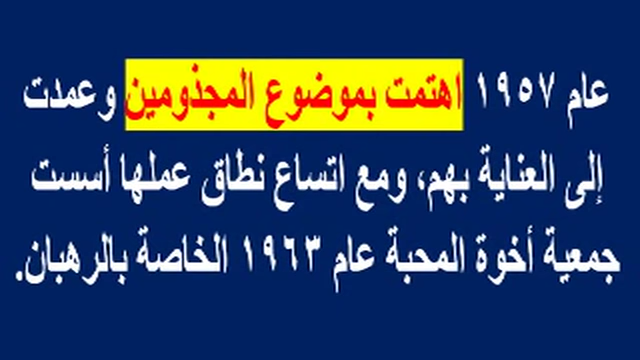 عام ١٩٥٧ اهتمت بموضوع المجذومين وعمدت
إلى العناية بهم، ومع اتساع نطاق عملها أسست
جمعية أخوة المحبة عام ١٩٦٣ الخاصة بالرهبان.